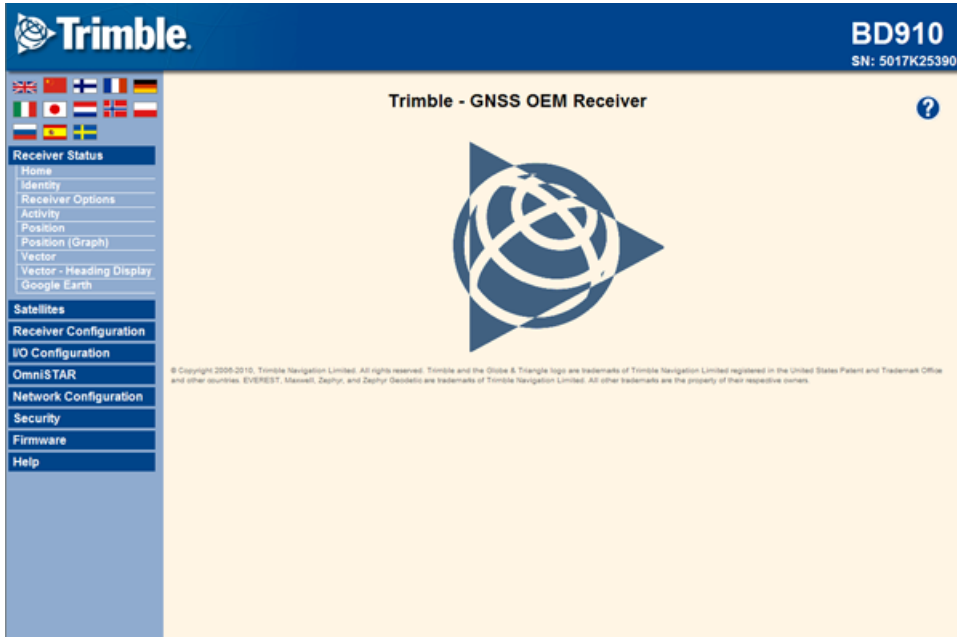 Trimble.
BD910
SN: 5017K25390
Trimble - GNSS OEM Receiver
?
Receiver Status
Home
Identity
Receiver Options
Activity
Position
Position (Graph)
Vector
Vector - Heading Display
Google Earth
Satellites
Receiver Configuration
I/O Configuration
OmniSTAR
Network Configuration
Security
Firmware
Help
© Copyright 2006-2010, Trimble Navigation Limited. All rights reserved. Trimble and the Globe & Triangle logo are trademarks of Trimble Navigation Limited registered in the United States Patent and Trademark Office
and other countries. EVEREST, Maxwell, Zephyr, and Zephyr Geodetic are trademarks of Trimble Navigation Limited. All other trademarks are the property of their respective owners.